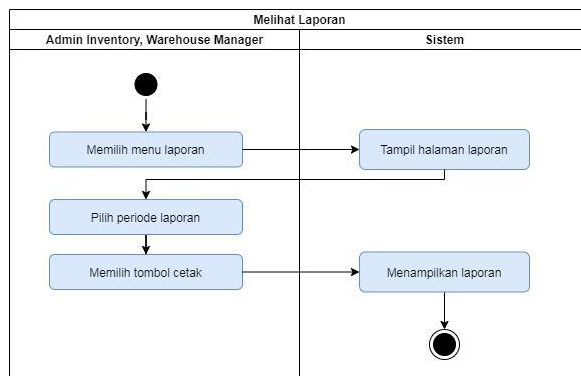 Melihat Laporan
Admin Inventory, Warehouse Manager
Sistem
Memilih menu laporan
Tampil halaman laporan
Pilih periode laporan
Memilih tombol cetak
Menampilkan laporan